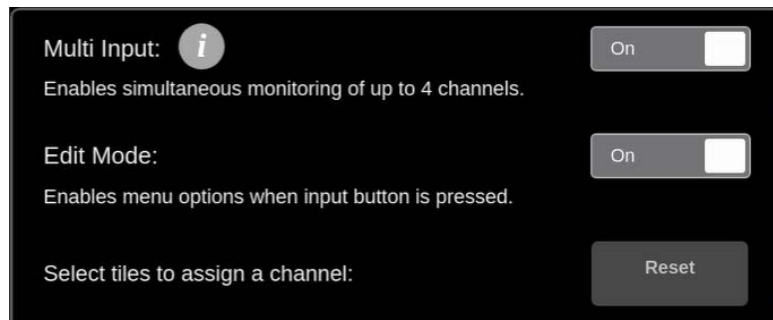 Multi Input: i On
Enables simultaneous monitoring of up to 4 channels.
Edit Mode: On
Enables menu options when input button is pressed.
Select tiles to assign a channel: Reset